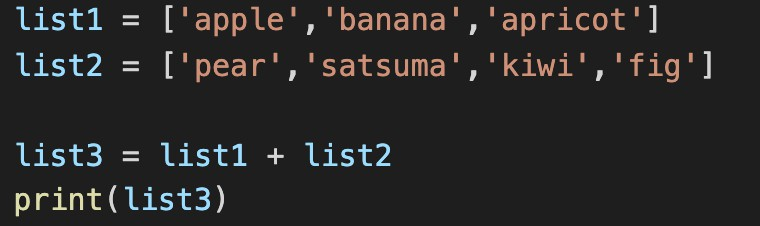 list1 = ['apple','banana','apricot']
list2 = ['pear','satsuma','kiwi','fig']
list3 = list1 + list2
print(list3)